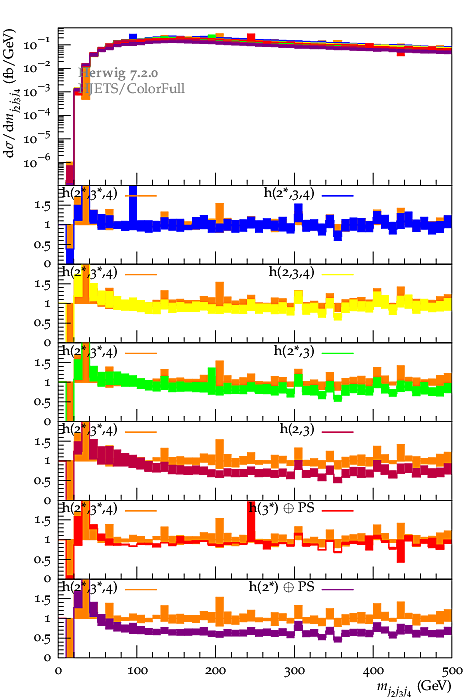 dσ/dm_{j2j3j4} (fb/GeV)
10^{-1}
10^{-2}
10^{-3}
10^{-4}
10^{-5}
10^{-6}
Herwig 7.2.0
HJETS/ColorFull
h(2*,3*,4) h(2*,3,4)
1.5
1
0.5
0
h(2*,3*,4) h(2,3,4)
1.5
1
0.5
0
h(2*,3*,4) h(2*,3)
1.5
1
0.5
0
h(2*,3*,4) h(2,3)
1.5
1
0.5
0
h(2*,3*,4) h(3*) ⊕ PS
1.5
1
0.5
0
h(2*,3*,4) h(2*) ⊕ PS
1.5
1
0.5
0
0 100 200 300 400 500
m_{j2j3j4} (GeV)